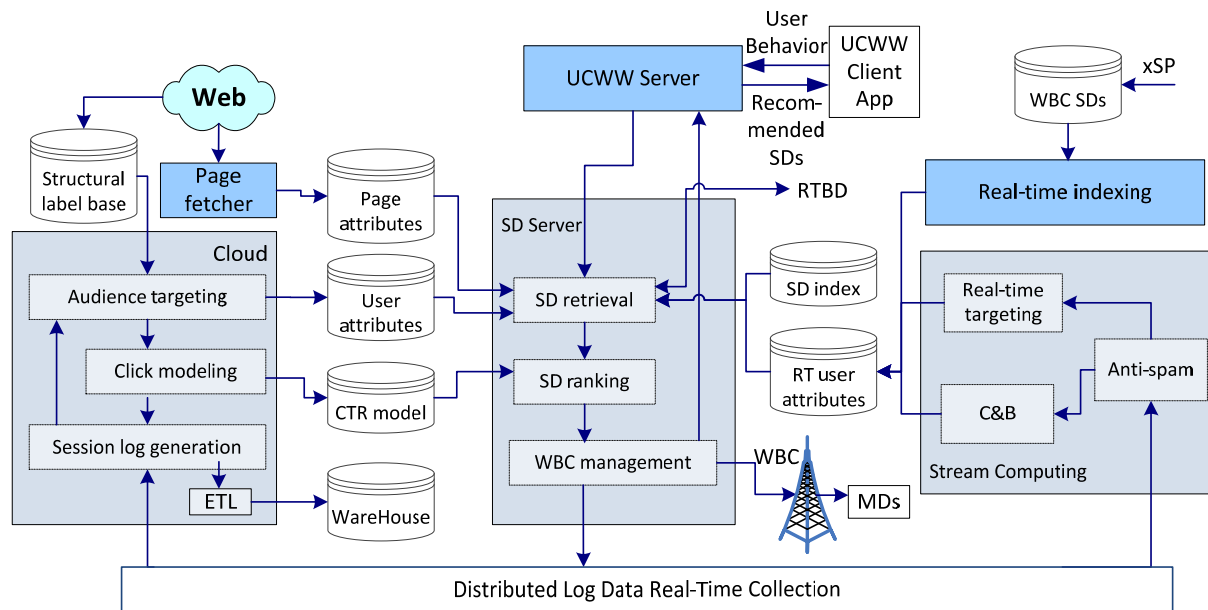 User
Behavior
UCWW
Client
App
UCWW Server
Recom-
mended
SDs
xSP
WBC SDs
Web
Structural
label base
Page
fetcher
Page
attributes
RTBD
Real-time indexing
Cloud
SD Server
Audience targeting
User
attributes
SD retrieval
SD index
Real-time
targeting
Click modeling
CTR model
SD ranking
RT user
attributes
Anti-spam
C&B
Session log generation
WBC management
WBC
Stream Computing
ETL
WareHouse
MDs
Distributed Log Data Real-Time Collection